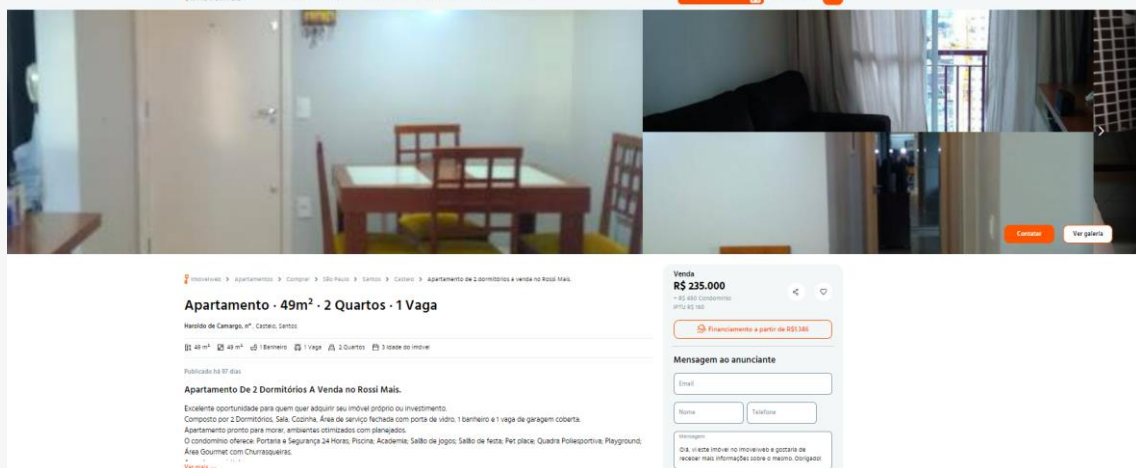 Contatar
Ver galería
Imovelweb > Apartamentos > Comprar > São Paulo > Santos > Castelo > Apartamento de 2 dormitórios a venda no Rossi Mais.
Apartamento · 49m² · 2 Quartos · 1 Vaga
Haroldo de Camargo, nº, Castelo, Santos
49 m² 49 m² 1 Banheiro 1 Vaga 2 Quartos 3 Idade do imóvel
Publicado há 97 dias
Apartamento De 2 Dormitórios A Venda no Rossi Mais.
Excelente oportunidade para quem quer adquirir seu imóvel próprio ou investimento.
Composto por 2 Dormitórios, Sala, Cozinha, Área de serviço fechada com porta de vidro, 1 banheiro e 1 vaga de garagem coberta.
Apartamento pronto para morar, ambientes otimizados com planejados.
O condomínio oferece: Portaria e Segurança 24 Horas; Piscina; Academia; Salão de jogos; Salão de festa; Pet place; Quadra Poliesportiva; Playground;
Área Gourmet com Churrasqueiras.
Ver mais
Venda
R$ 235.000
+ R$ 450 Condomínio
IPTU R$ 160
Financiamento a partir de R$1.346
Mensagem ao anunciante
Email
Nome
Telefone
Mensagem
Olá, vi este imóvel no Imovelweb e gostaria de
receber mais informações sobre o mesmo. Obrigado!